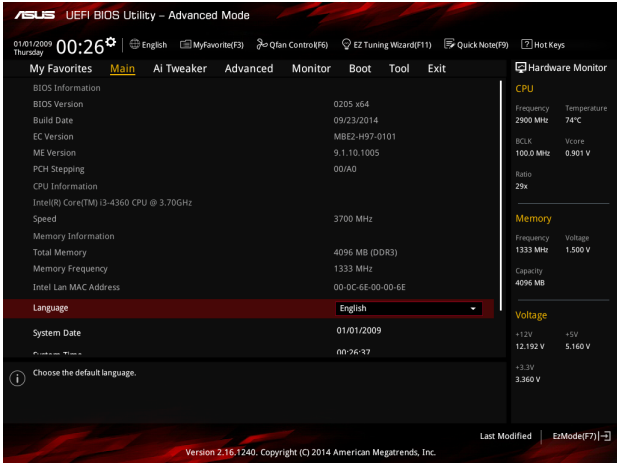 ASUS UEFI BIOS Utility – Advanced Mode
01/01/2009 Thursday 00:26 English MyFavorite(F3) Qfan Control(F6) EZ Tuning Wizard(F11) Quick Note(F9) ? Hot Keys
My Favorites Main Ai Tweaker Advanced Monitor Boot Tool Exit
BIOS Information
BIOS Version 0205 x64
Build Date 09/23/2014
EC Version MBE2-H97-0101
ME Version 9.1.10.1005
PCH Stepping 00/A0
CPU Information
Intel(R) Core(TM) i3-4360 CPU @ 3.70GHz
Speed 3700 MHz
Memory Information
Total Memory 4096 MB (DDR3)
Memory Frequency 1333 MHz
Intel Lan MAC Address 00-0C-6E-00-00-6E
Language English
System Date 01/01/2009
System Time 00:26:37
Choose the default language.
Hardware Monitor
CPU
Frequency Temperature
2900 MHz 74°C
BCLK Vcore
100.0 MHz 0.901 V
Ratio
29x
Memory
Frequency Voltage
1333 MHz 1.500 V
Capacity
4096 MB
Voltage
+12V +5V
12.192 V 5.160 V
+3.3V
3.360 V
Last Modified EzMode(F7)
Version 2.16.1240. Copyright (C) 2014 American Megatrends, Inc.